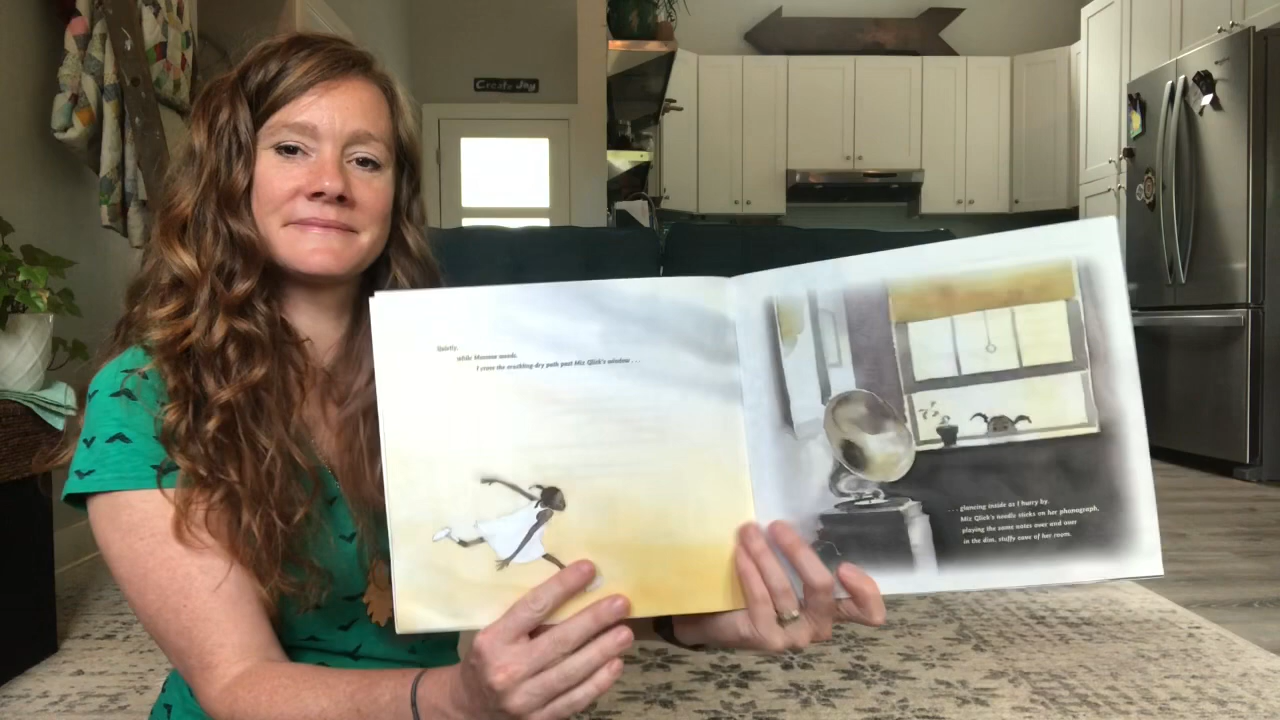 Create Joy
Quietly,
while Mamma weeds,
I cross the crackling-dry path past Miz Glick's window . . .
. . . glancing inside as I hurry by.
Miz Glick's needle sticks on her phonograph,
playing the same notes over and over
in the dim, stuffy cave of her room.